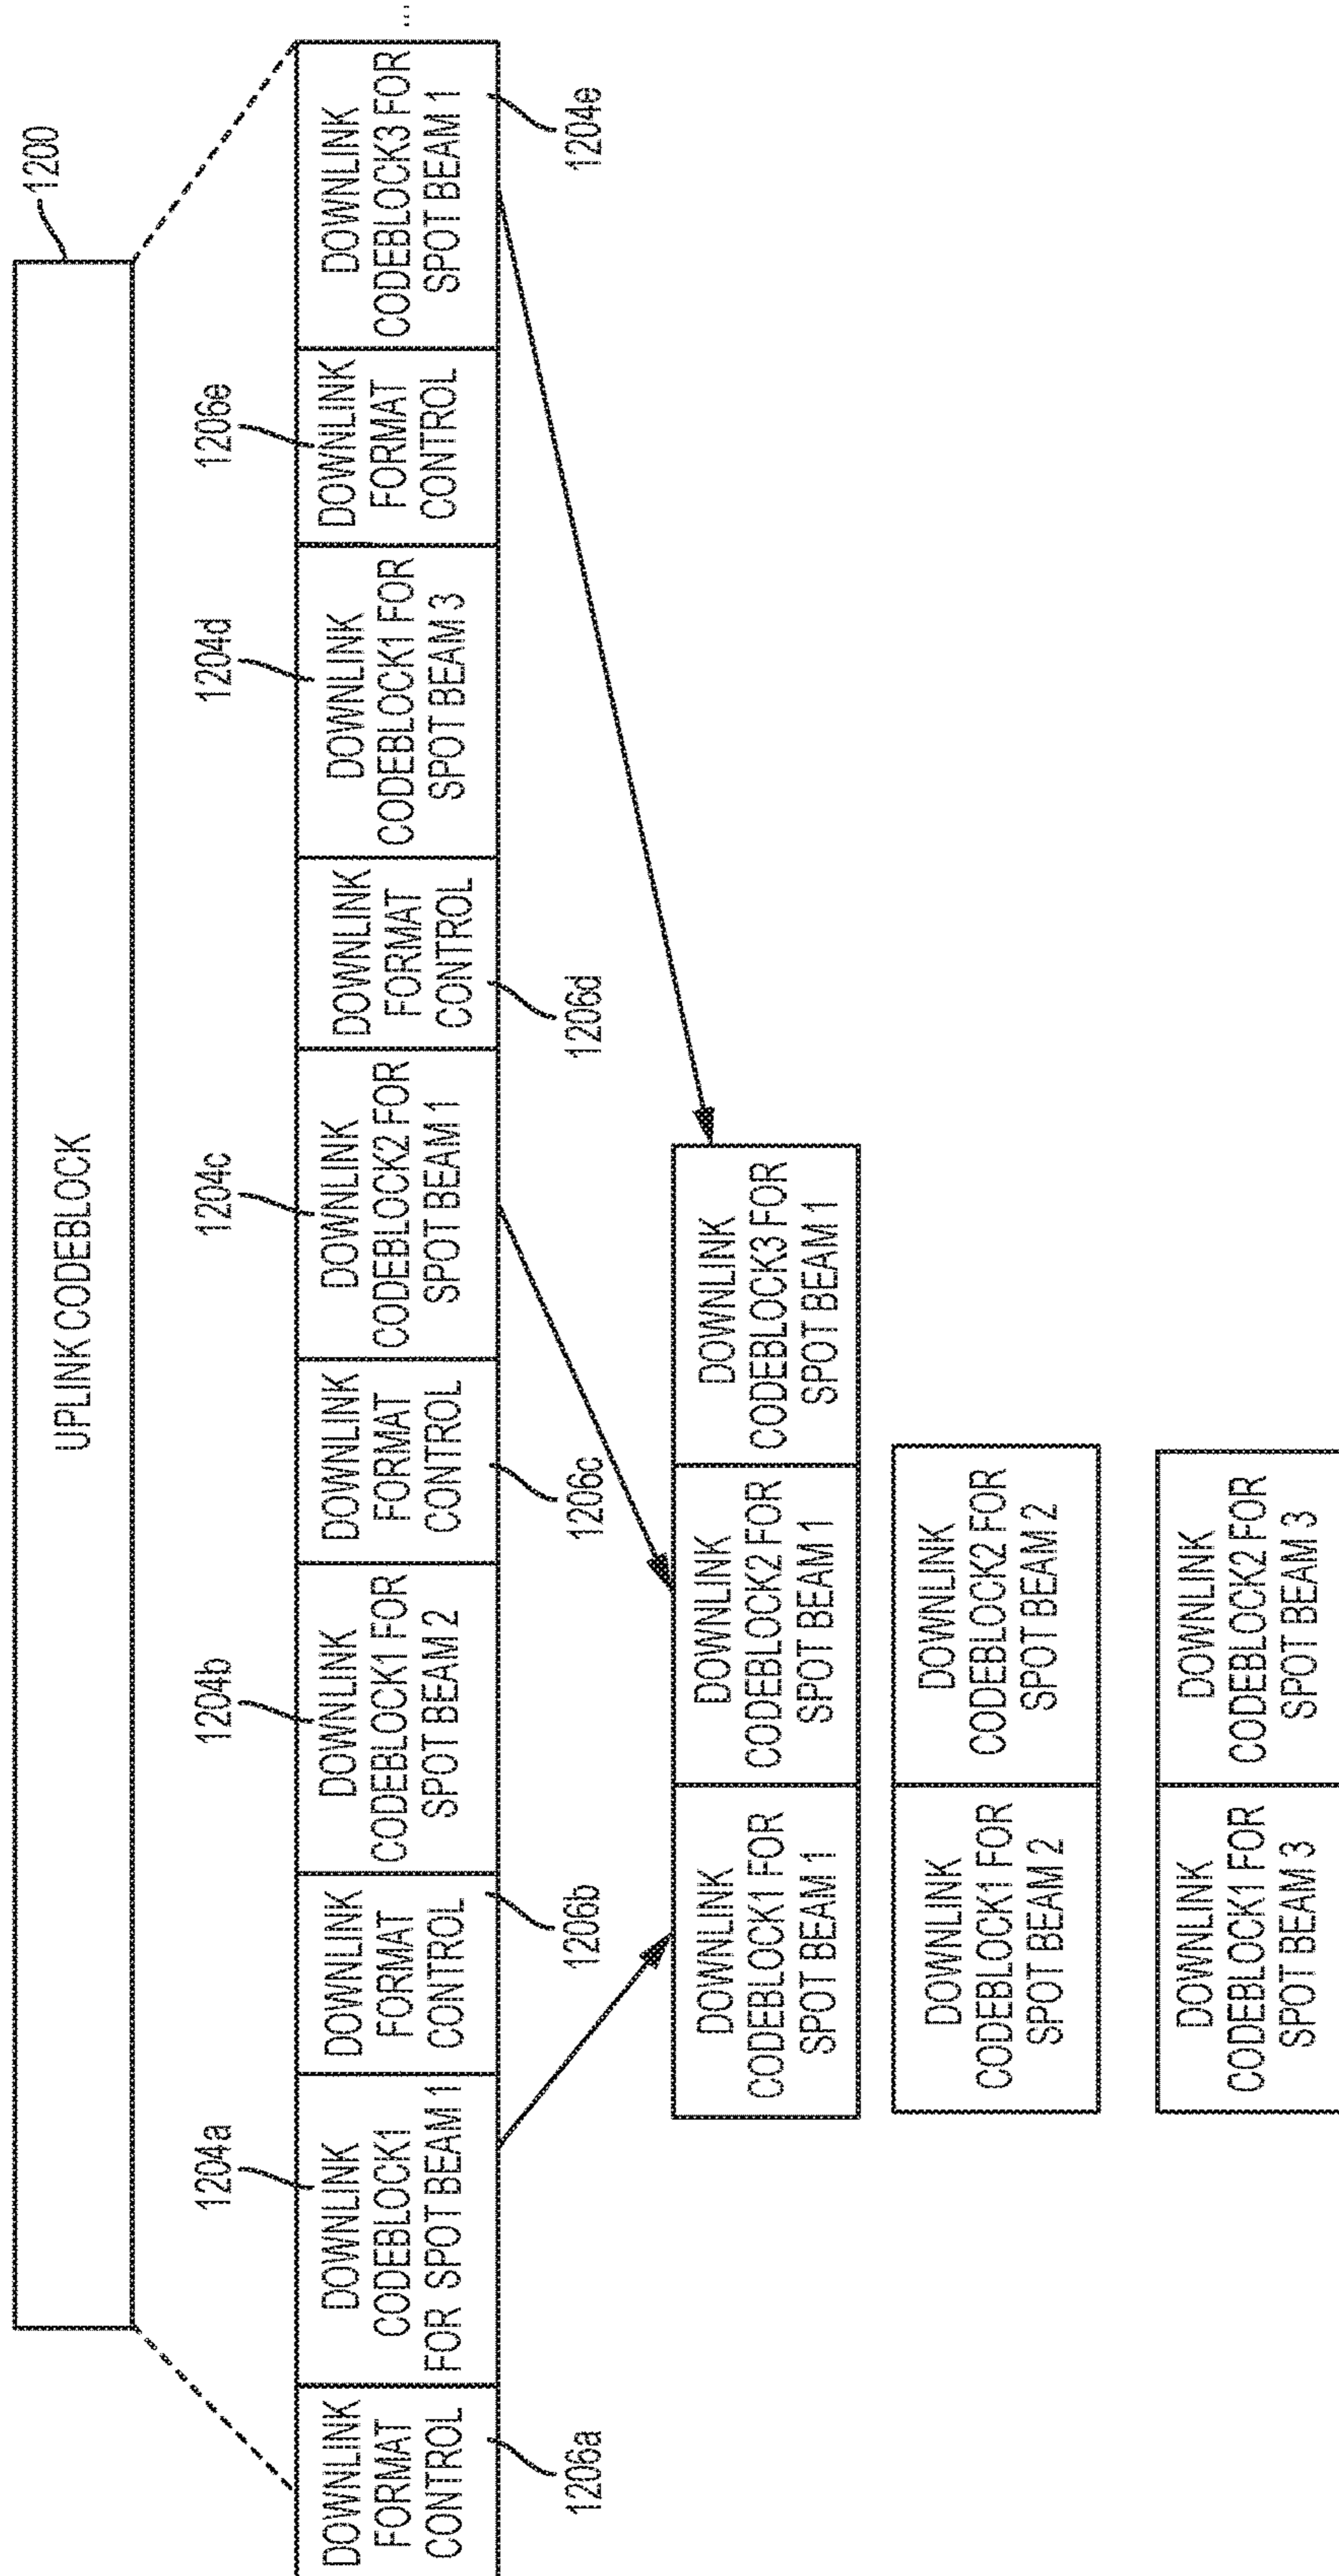 UPLINK CODEBLOCK
1200
1204a
1204b
1204c
1204d
1206e
DOWNLINK
FORMAT
CONTROL
DOWNLINK
CODEBLOCK1
FOR SPOT BEAM 1
DOWNLINK
FORMAT
CONTROL
DOWNLINK
CODEBLOCK1 FOR
SPOT BEAM 2
DOWNLINK
FORMAT
CONTROL
DOWNLINK
CODEBLOCK2 FOR
SPOT BEAM 1
DOWNLINK
FORMAT
CONTROL
DOWNLINK
CODEBLOCK1 FOR
SPOT BEAM 3
DOWNLINK
FORMAT
CONTROL
DOWNLINK
CODEBLOCK3 FOR
SPOT BEAM 1
...
1206a
1206b
1206c
1206d
1204e
DOWNLINK
CODEBLOCK1 FOR
SPOT BEAM 1
DOWNLINK
CODEBLOCK2 FOR
SPOT BEAM 1
DOWNLINK
CODEBLOCK3 FOR
SPOT BEAM 1
DOWNLINK
CODEBLOCK1 FOR
SPOT BEAM 2
DOWNLINK
CODEBLOCK2 FOR
SPOT BEAM 2
DOWNLINK
CODEBLOCK1 FOR
SPOT BEAM 3
DOWNLINK
CODEBLOCK2 FOR
SPOT BEAM 3